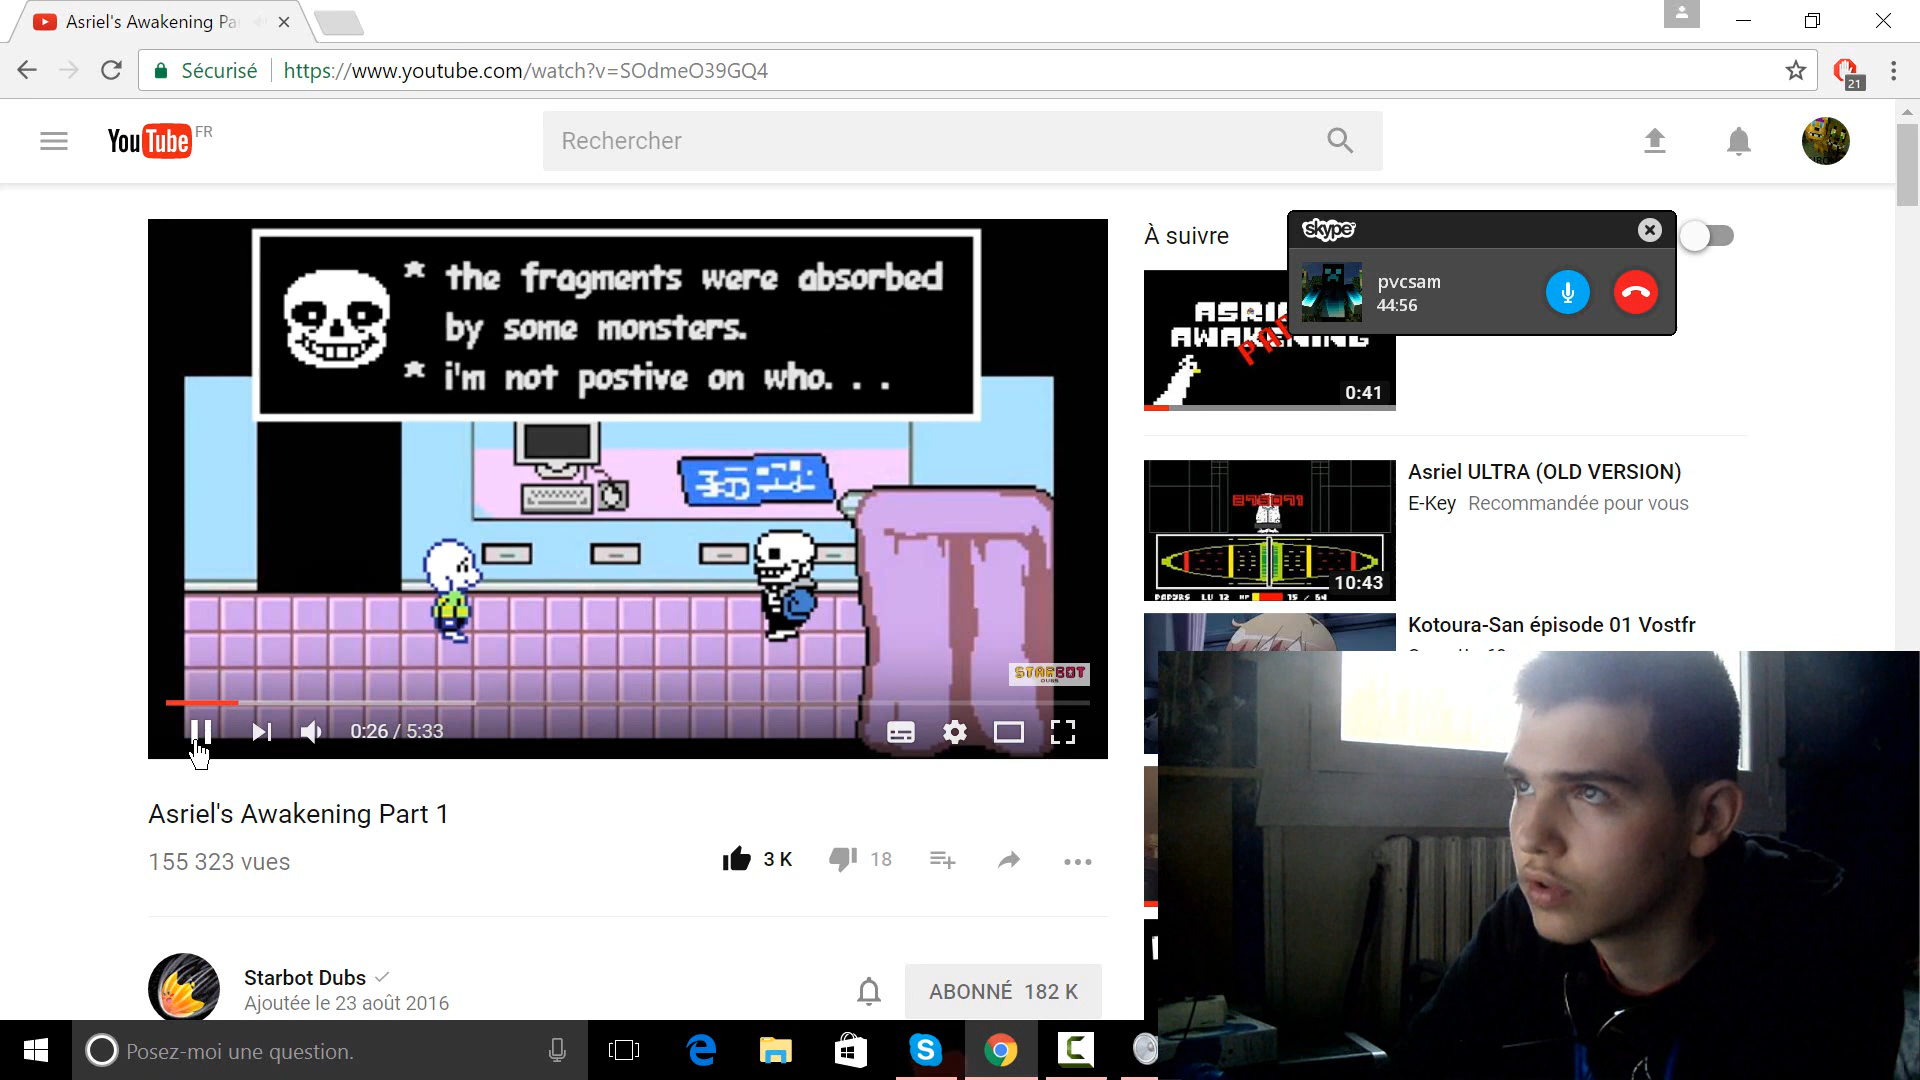 Asriel's Awakening Pa
Sécurisé
https://www.youtube.com/watch?v=SOdmeO39GQ4
21
YouTube FR
Rechercher
* the fragments were absorbed
by some monsters.
* i'm not postive on who. . .
STARBOT
DUBS
0:26 / 5:33
Asriel's Awakening Part 1
155 323 vues
3 K
18
Starbot Dubs
Ajoutée le 23 août 2016
ABONNÉ 182 K
À suivre
skype
pvcsam
44:56
AWAKENING
0:41
Asriel ULTRA (OLD VERSION)
E-Key Recommandée pour vous
10:43
Kotoura-San épisode 01 Vostfr
Posez-moi une question.